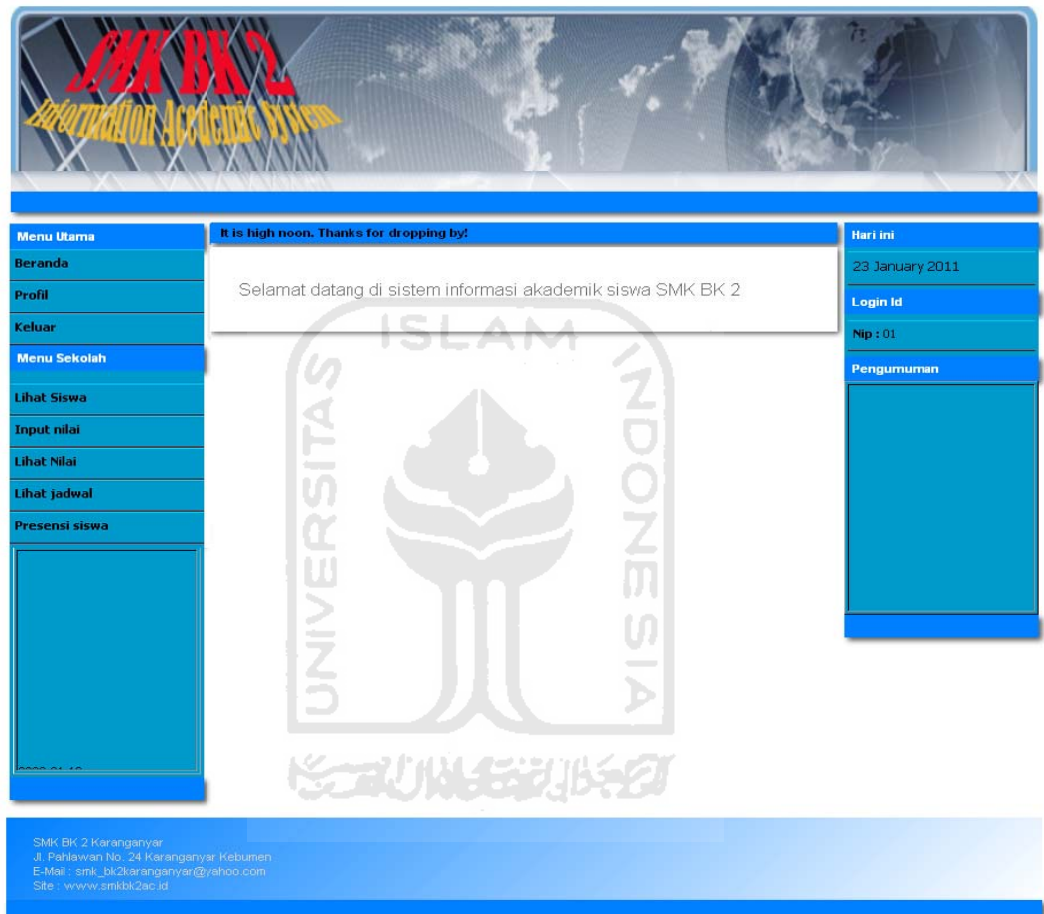 SMK BK 2
Information Academic System
It is high noon. Thanks for dropping by!
Menu Utama
Beranda
Profil
Keluar
Menu Sekolah
Lihat Siswa
Input nilai
Lihat Nilai
Lihat jadwal
Presensi siswa
Selamat datang di sistem informasi akademik siswa SMK BK 2
Hari ini
23 January 2011
Login Id
Nip : 01
Pengumuman
UNIVERSITAS
ISLAM
INDONESIA
SMK BK 2 Karanganyar
Jl. Pahlawan No. 24 Karanganyar Kebumen
E-Mail : smk_bk2karanganyar@yahoo.com
Site : www.smkbk2ac.id